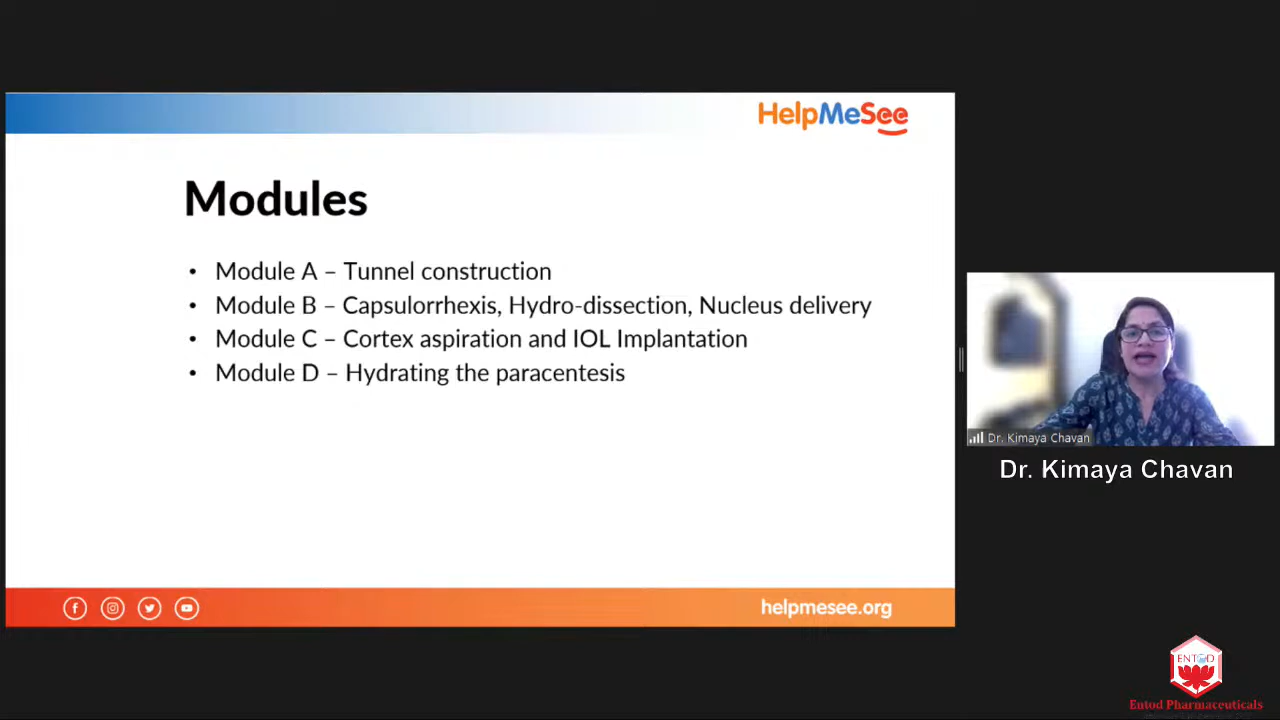 HelpMeSee
Modules
• Module A – Tunnel construction
• Module B – Capsulorrhexis, Hydro-dissection, Nucleus delivery
• Module C – Cortex aspiration and IOL Implantation
• Module D – Hydrating the paracentesis
helpmesee.org
Dr. Kimaya Chavan
Dr. Kimaya Chavan
ENTOD
Entod Pharmaceuticals